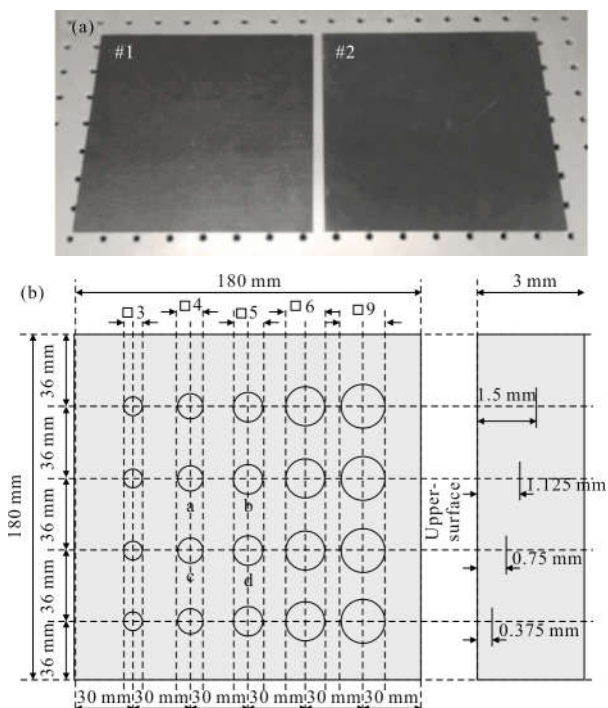 (a)
#1
#2
(b)
180 mm
3 mm
□3
□4
□5
□6
□9
36 mm
36 mm
36 mm
36 mm
36 mm
180 mm
a
b
c
d
Upper-
surface
1.5 mm
1.125 mm
0.75 mm
0.375 mm
30 mm 30 mm 30 mm 30 mm 30 mm 30 mm